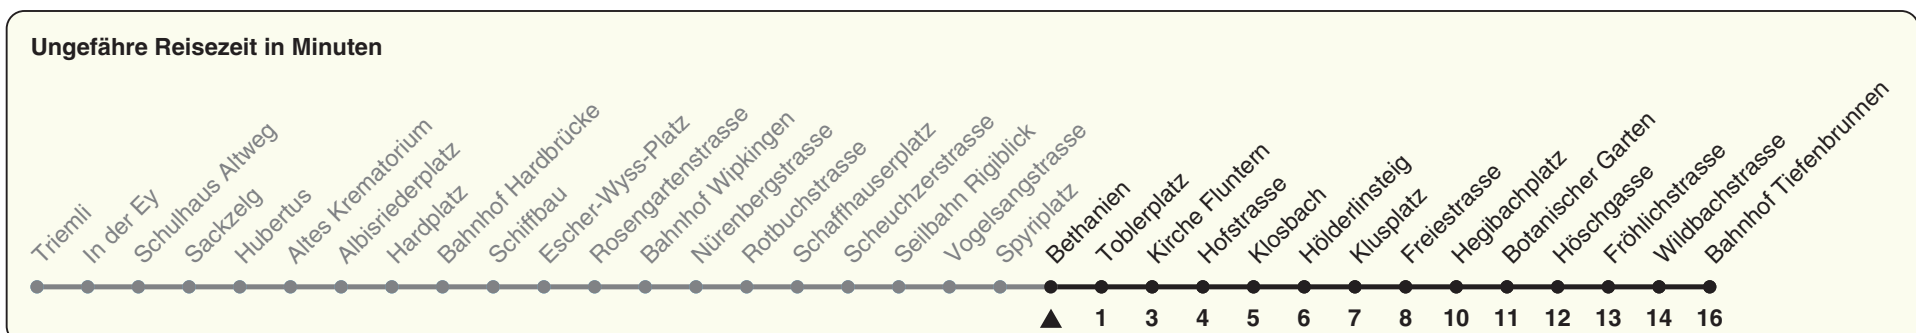 Ungefähre Reisezeit in Minuten
Triemli
In der Ey
Schulhaus Altweg
Sackzelg
Hubertus
Altes Krematorium
Albisriederplatz
Hardplatz
Bahnhof Hardbrücke
Schiffbau
Escher-Wyss-Platz
Rosengartenstrasse
Bahnhof Wipkingen
Nürenbergstrasse
Rotbuchstrasse
Schaffhauserplatz
Scheuchzerstrasse
Seilbahn Rigiblick
Vogelsangstrasse
Spyriplatz
Bethanien
Toblerplatz
Kirche Fluntern
Hofstrasse
Klosbach
Hölderlinsteig
Klusplatz
Freiestrasse
Hegibachplatz
Botanischer Garten
Höschgasse
Fröhlichstrasse
Wildbachstrasse
Bahnhof Tiefenbrunnen
1 3 4 5 6 7 8 10 11 12 13 14 16